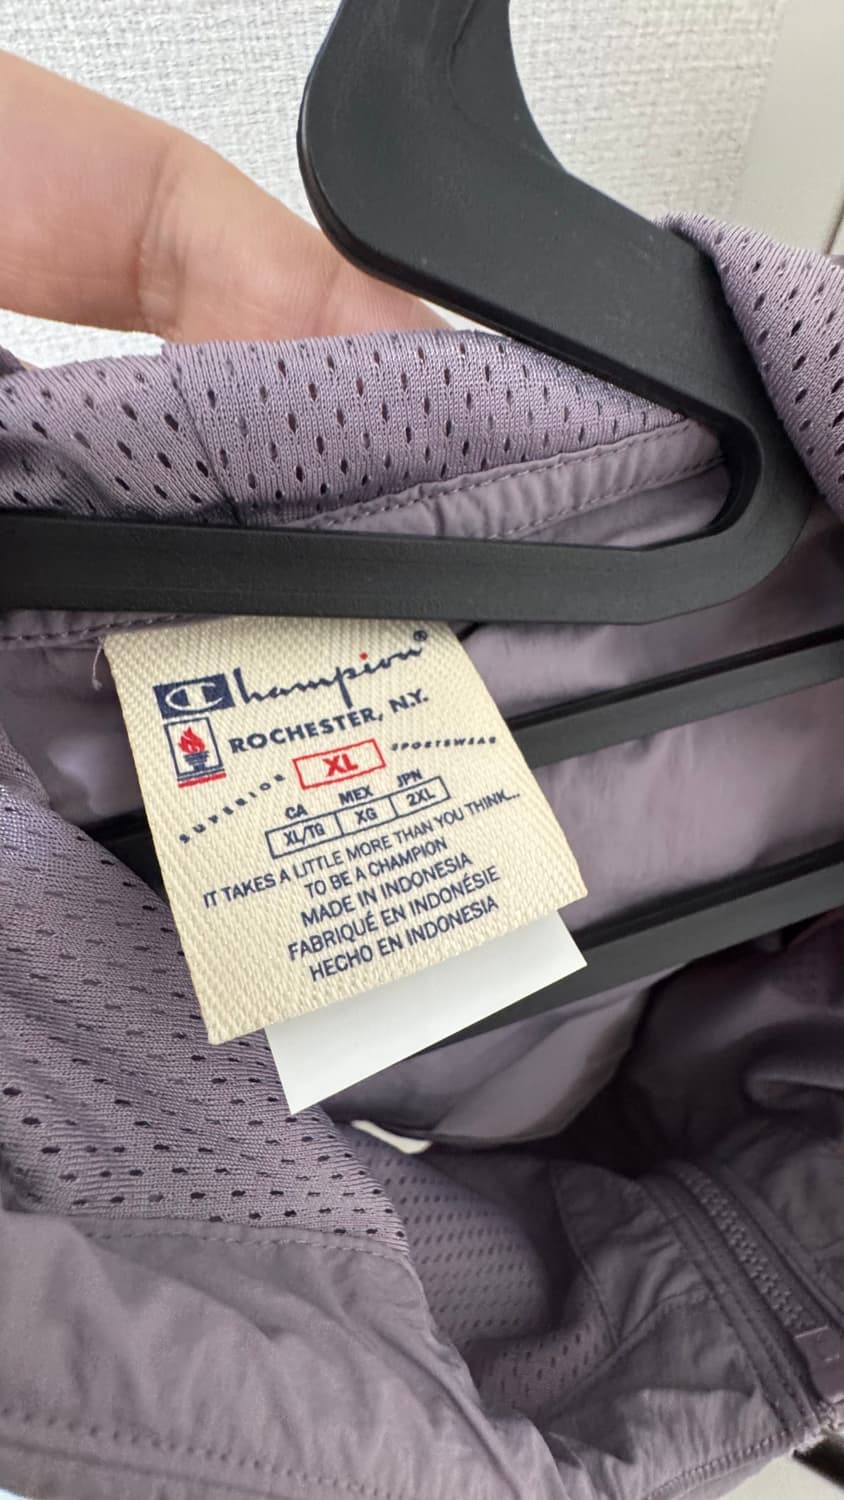 Champion®
ROCHESTER, N.Y.
SUPERIOR XL SPORTSWEAR
CA MEX JPN
XL/TG XG 2XL
IT TAKES A LITTLE MORE THAN YOU THINK...
TO BE A CHAMPION
MADE IN INDONESIA
FABRIQUÉ EN INDONÉSIE
HECHO EN INDONESIA